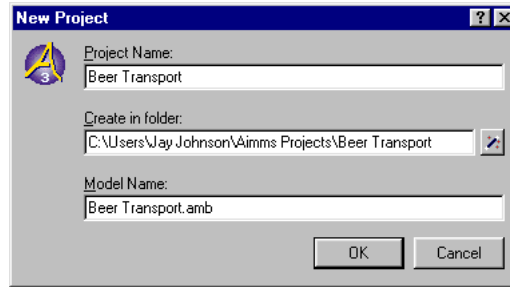 New Project
Project Name:
Beer Transport
3
Create in folder:
C:\Users\Jay Johnson\Aimms Projects\Beer Transport
Model Name:
Beer Transport.amb
OK Cancel